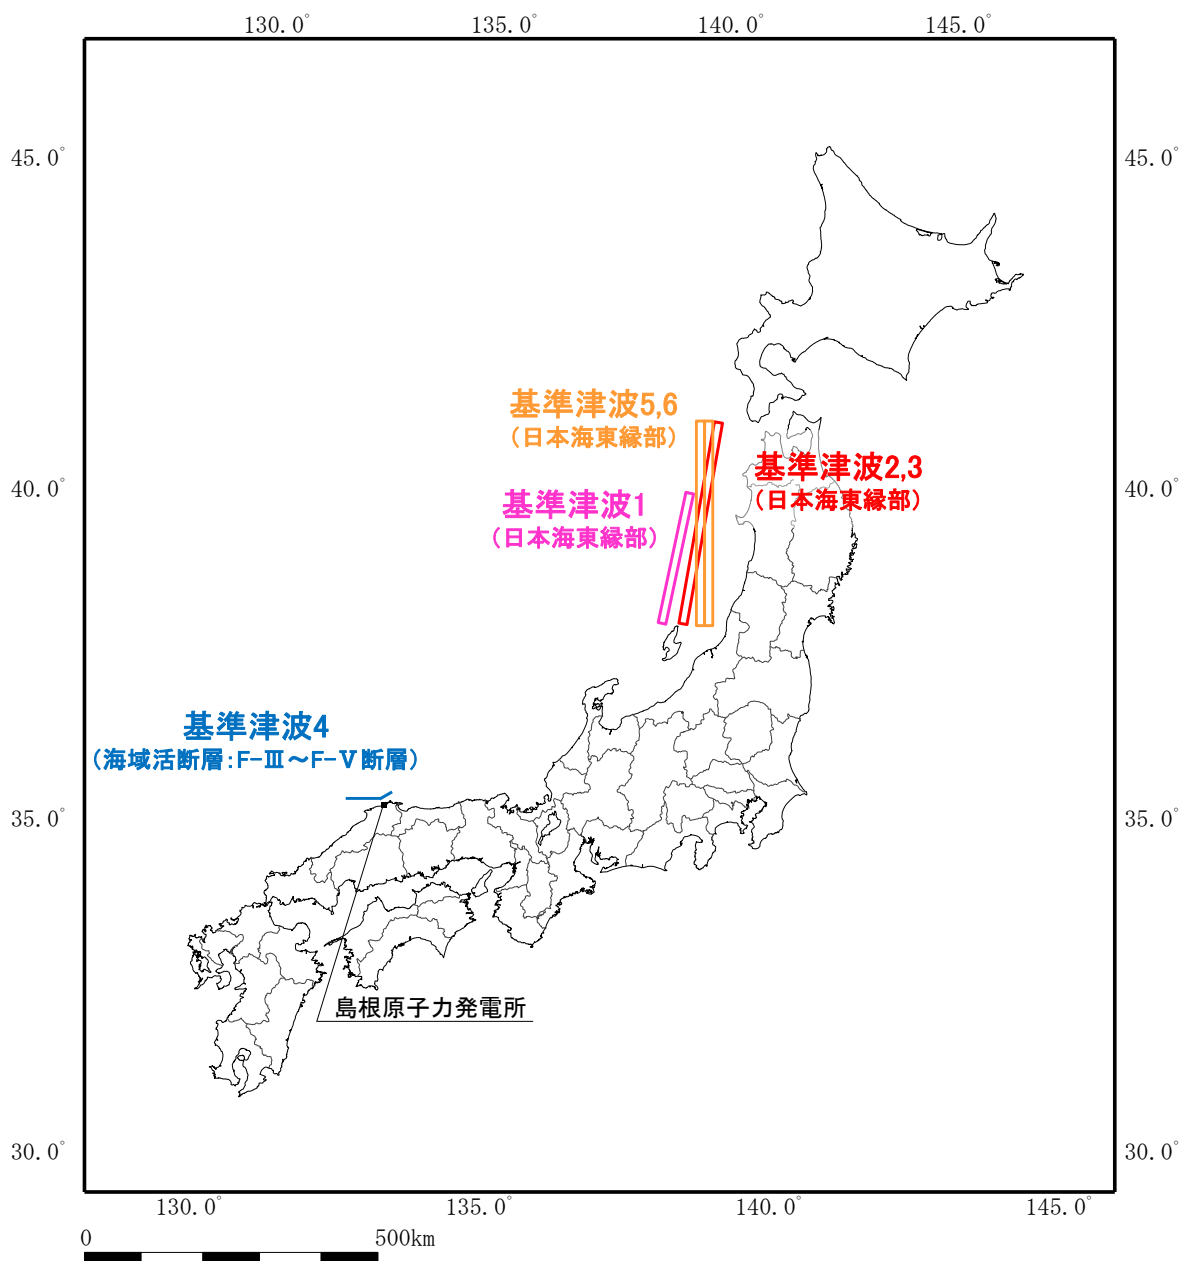 130.0° 135.0° 140.0° 145.0°
45.0° 45.0°
基準津波5,6
（日本海東縁部）
基準津波2,3
（日本海東縁部）
40.0° 40.0°
基準津波1
（日本海東縁部）
基準津波4
（海域活断層：F-Ⅲ～F-Ⅴ断層）
35.0° 35.0°
島根原子力発電所
30.0° 30.0°
130.0° 135.0° 140.0° 145.0°
0 500km